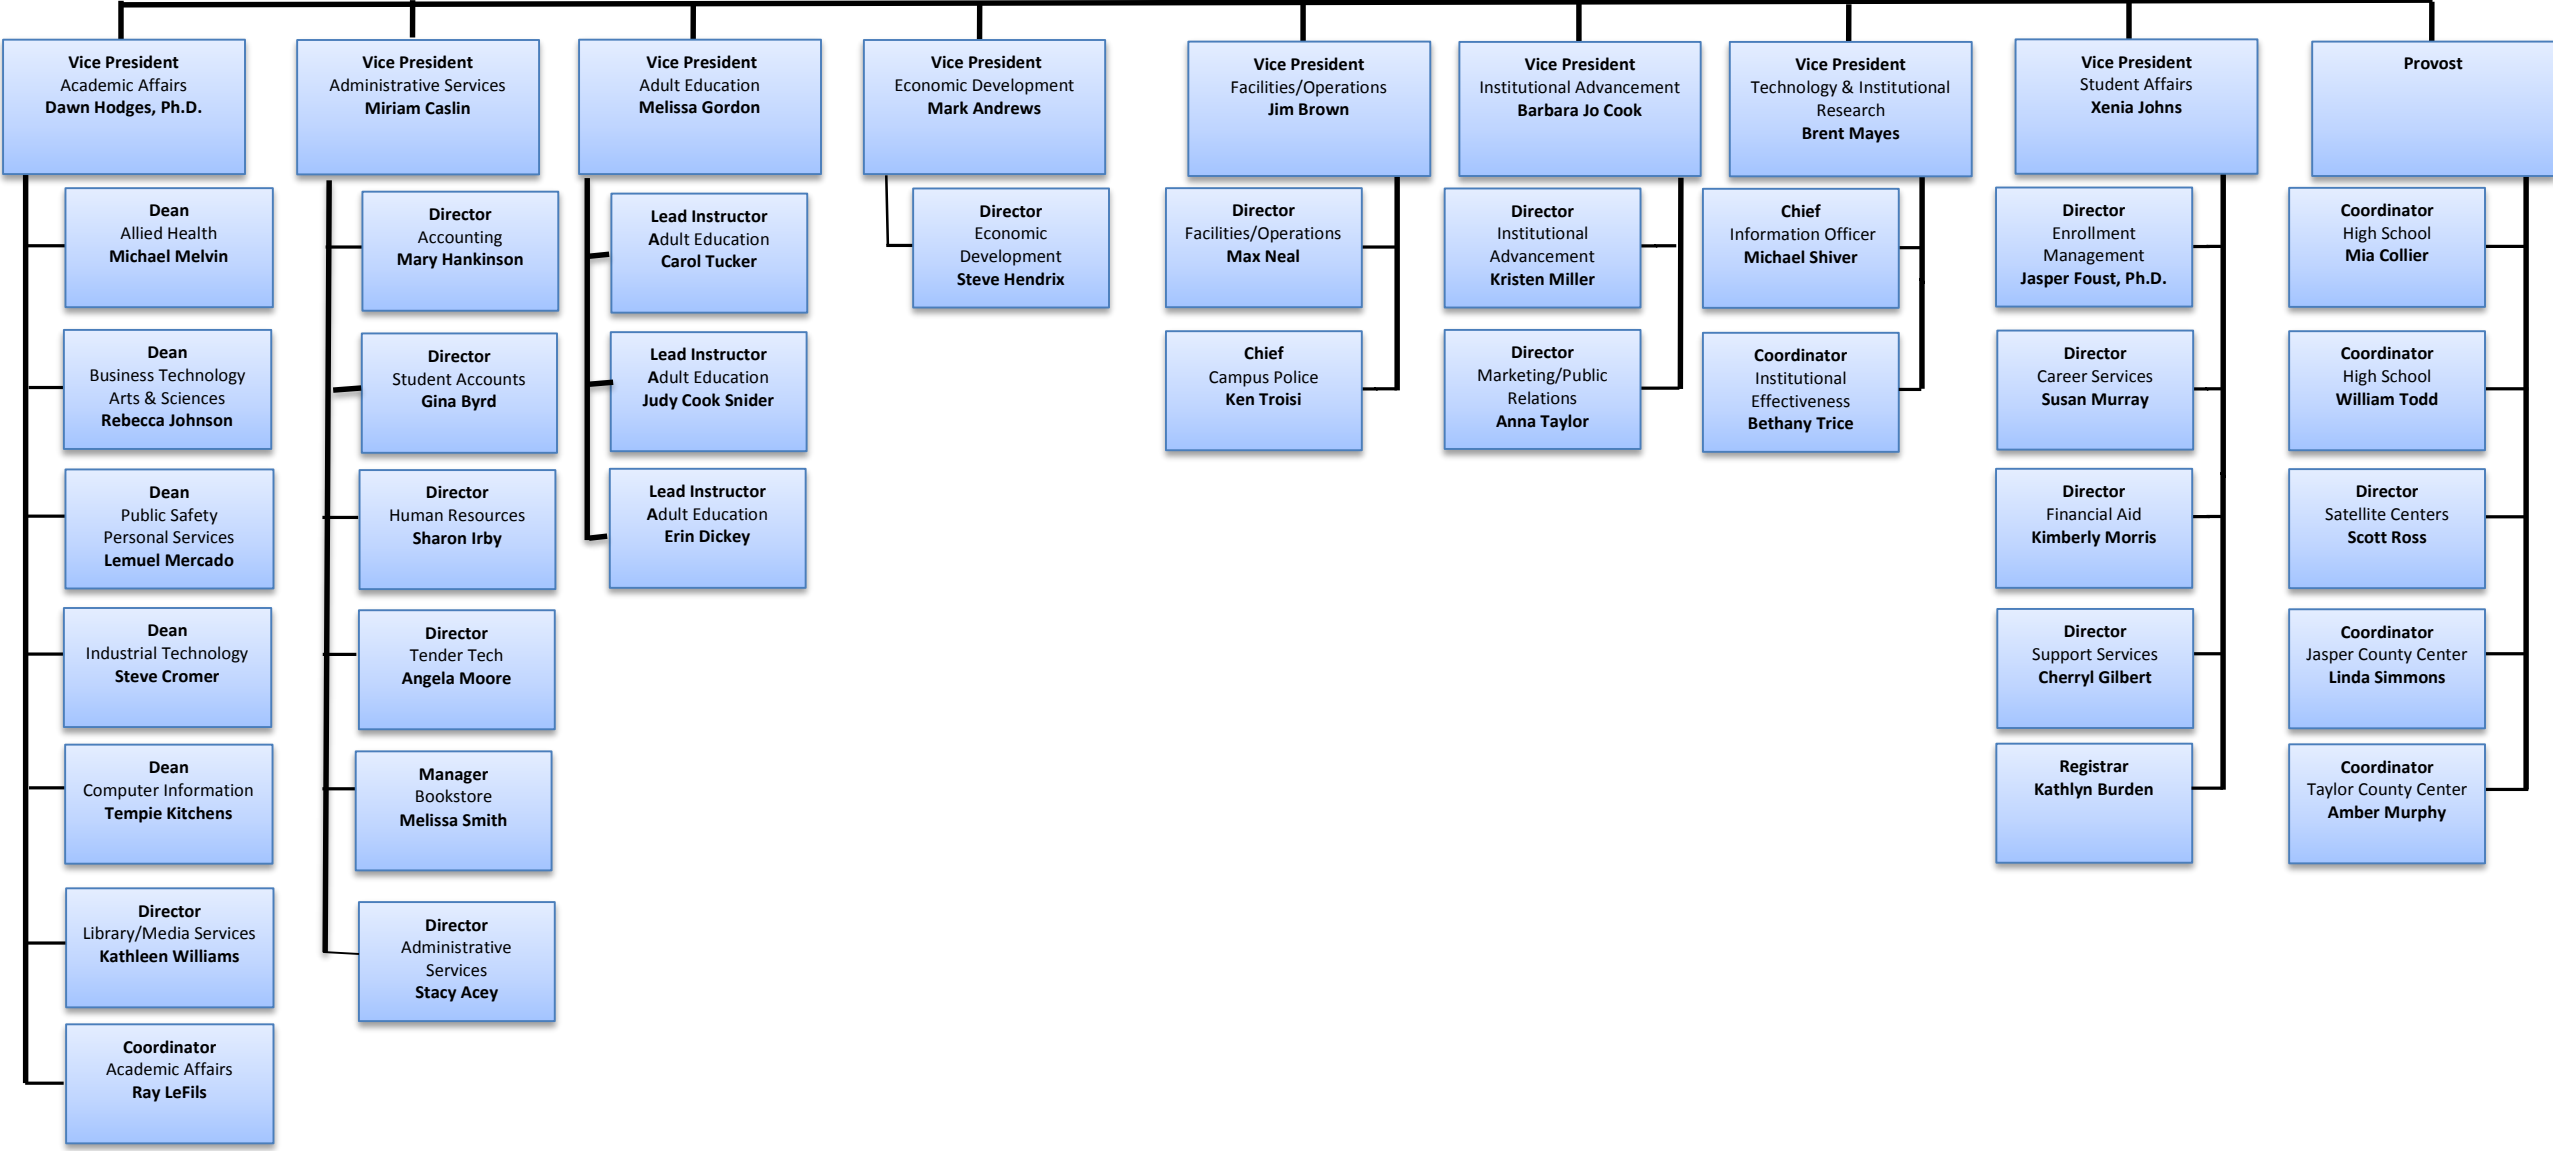 Vice President
Academic Affairs
Dawn Hodges, Ph.D.
Dean
Allied Health
Michael Melvin
Dean
Business Technology
Arts & Sciences
Rebecca Johnson
Dean
Public Safety
Personal Services
Lemuel Mercado
Dean
Industrial Technology
Steve Cromer
Dean
Computer Information
Tempie Kitchens
Director
Library/Media Services
Kathleen Williams
Coordinator
Academic Affairs
Ray LeFils
Vice President
Administrative Services
Miriam Caslin
Director
Accounting
Mary Hankinson
Director
Student Accounts
Gina Byrd
Director
Human Resources
Sharon Irby
Director
Tender Tech
Angela Moore
Manager
Bookstore
Melissa Smith
Director
Administrative
Services
Stacy Acey
Vice President
Adult Education
Melissa Gordon
Lead Instructor
Adult Education
Carol Tucker
Lead Instructor
Adult Education
Judy Cook Snider
Lead Instructor
Adult Education
Erin Dickey
Vice President
Economic Development
Mark Andrews
Director
Economic
Development
Steve Hendrix
Vice President
Facilities/Operations
Jim Brown
Director
Facilities/Operations
Max Neal
Chief
Campus Police
Ken Troisi
Vice President
Institutional Advancement
Barbara Jo Cook
Director
Institutional
Advancement
Kristen Miller
Director
Marketing/Public
Relations
Anna Taylor
Vice President
Technology & Institutional
Research
Brent Mayes
Chief
Information Officer
Michael Shiver
Coordinator
Institutional
Effectiveness
Bethany Trice
Vice President
Student Affairs
Xenia Johns
Director
Enrollment
Management
Jasper Foust, Ph.D.
Director
Career Services
Susan Murray
Director
Financial Aid
Kimberly Morris
Director
Support Services
Cherryl Gilbert
Registrar
Kathlyn Burden
Provost
Coordinator
High School
Mia Collier
Coordinator
High School
William Todd
Director
Satellite Centers
Scott Ross
Coordinator
Jasper County Center
Linda Simmons
Coordinator
Taylor County Center
Amber Murphy